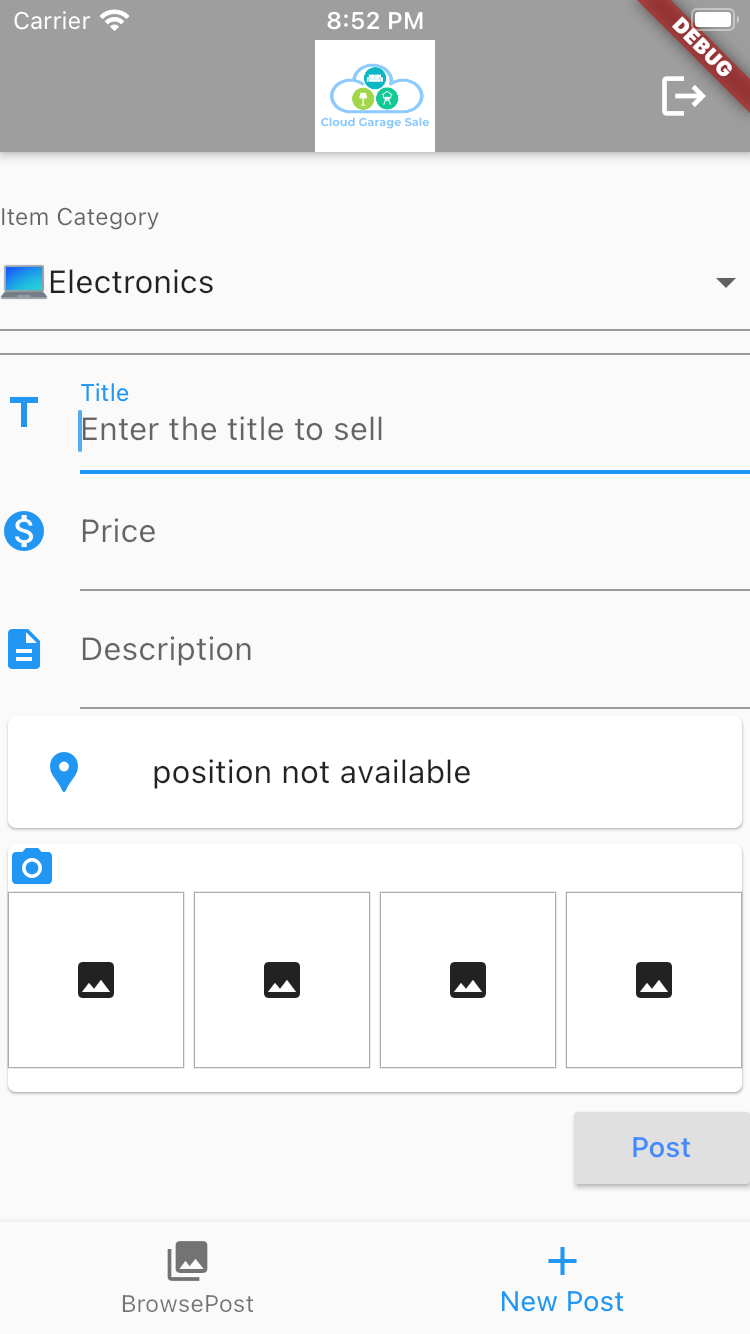 Carrier 8:52 PM
DEBUG
Cloud Garage Sale
Item Category
Electronics
Title
Enter the title to sell
Price
Description
position not available
Post
BrowsePost
New Post